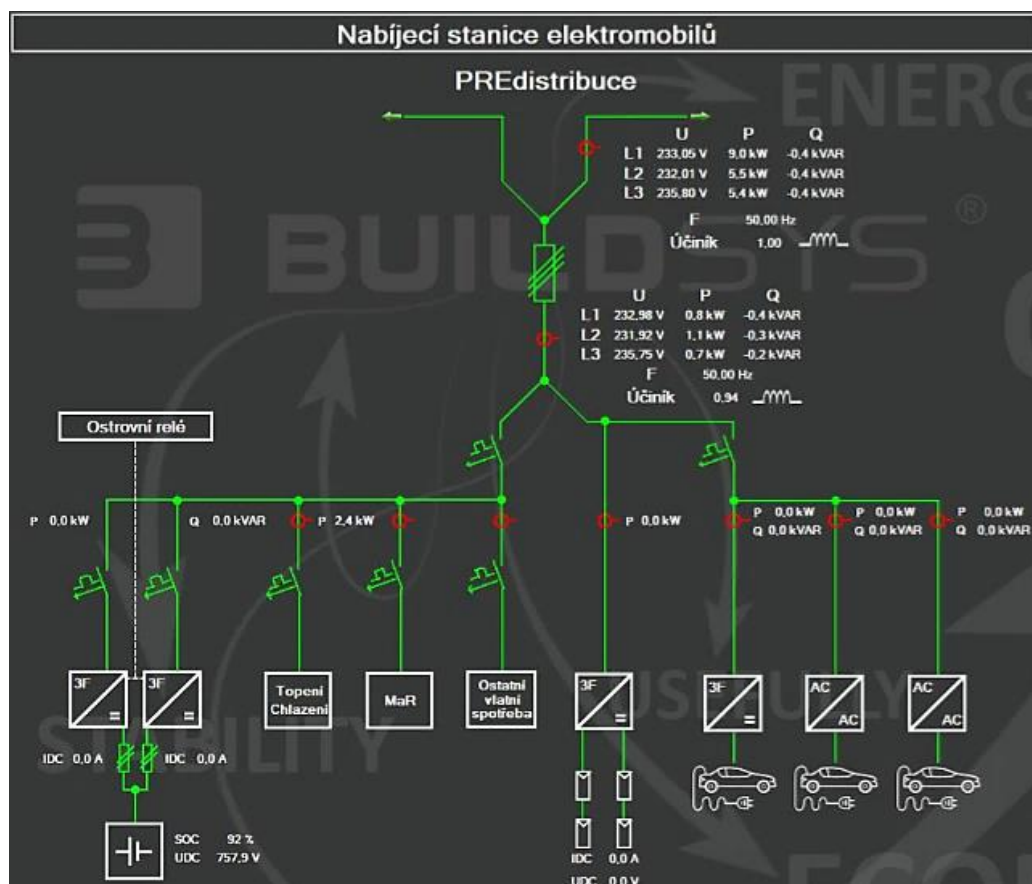 Nabíjecí stanice elektromobilů
PREdistribuce
ENERG
U P Q
L1 233,05 V 9,0 kW -0,4 kVAR
L2 232,01 V 5,5 kW -0,4 kVAR
L3 235,80 V 5,4 kW -0,4 kVAR
F 50,00 Hz
Účiník 1.00
BUILDSYS®
U P Q
L1 232,98 V 0,8 kW -0,4 kVAR
L2 231,92 V 1,1 kW -0,3 kVAR
L3 235,75 V 0,7 kW -0,2 kVAR
F 50,00 Hz
Účiník 0,94
Ostrovní relé
P 0,0 kW Q 0,0 kVAR P 2,4 kW P 0,0 kW
P 0,0 kW P 0,0 kW P 0,0 kW
Q 0,0 kVAR Q 0,0 kVAR Q 0,0 kVAR
3F = 3F =
Topení
Chlazení
MaR
Ostatní
vlatní
spotřeba
3F = 3F =
AC AC
AC AC
USEFULLY
STABILITY
IDC 0,0 A IDC 0,0 A
SOC 92 %
UDC 757,9 V
IDC 0,0 A
UDC 0,0 V